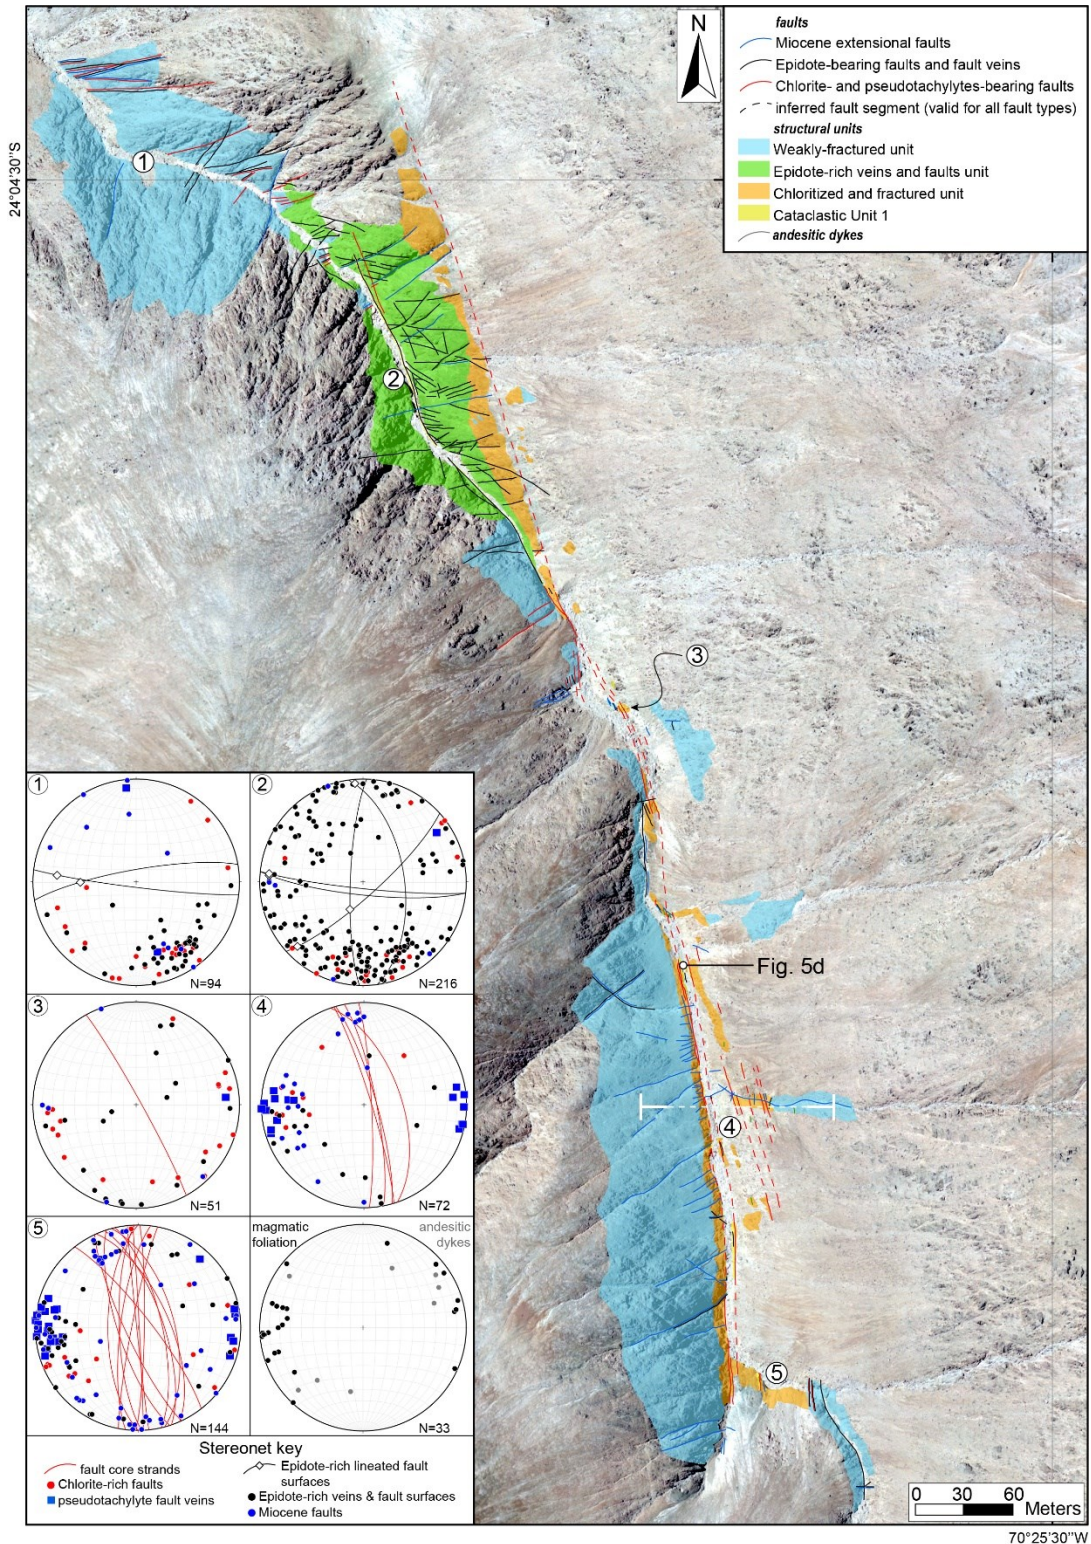 N
faults
Miocene extensional faults
Epidote-bearing faults and fault veins
Chlorite- and pseudotachylytes-bearing faults
inferred fault segment (valid for all fault types)
structural units
Weakly-fractured unit
Epidote-rich veins and faults unit
Chloritized and fractured unit
Cataclastic Unit 1
andesitic dykes
24°04'30''S
1
2
3
Fig. 5d
4
5
1
N=94
2
N=216
3
N=51
4
N=72
5
N=144
magmatic foliation
andesitic dykes
N=33
Stereonet key
fault core strands
Chlorite-rich faults
pseudotachylyte fault veins
Epidote-rich lineated fault
surfaces
Epidote-rich veins & fault surfaces
Miocene faults
0 30 60
Meters
70°25'30''W